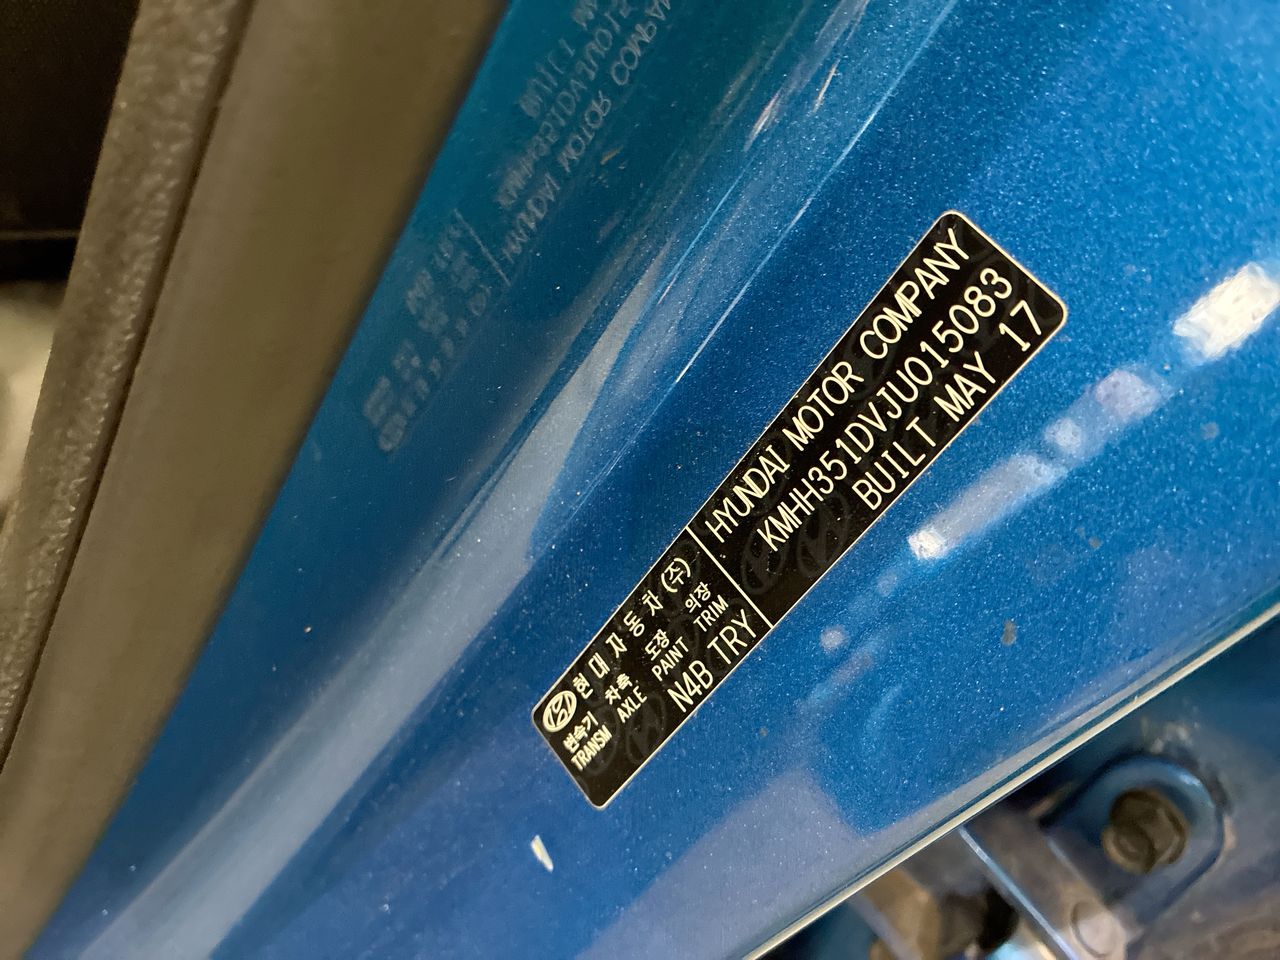 현대자동차(주)
변속기 차축 도장 의장
TRANSM AXLE PAINT TRIM
N4B TRY
HYUNDAI MOTOR COMPANY
KMHH351DVJU015083
BUILT MAY 17